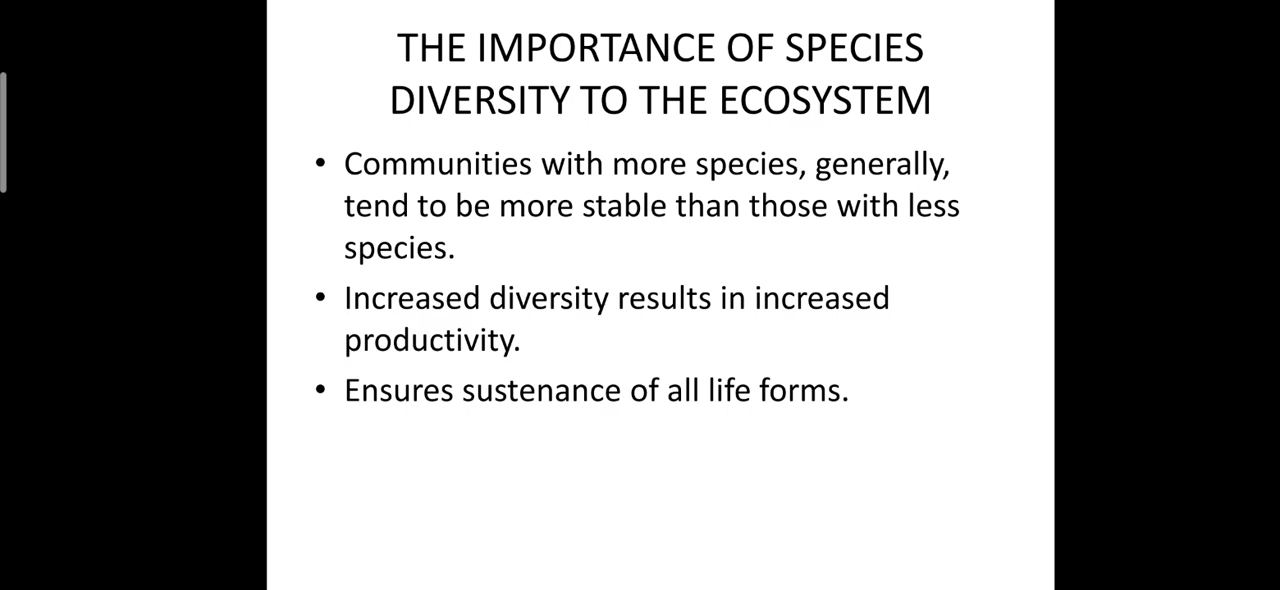 THE IMPORTANCE OF SPECIES
DIVERSITY TO THE ECOSYSTEM
• Communities with more species, generally,
tend to be more stable than those with less
species.
• Increased diversity results in increased
productivity.
• Ensures sustenance of all life forms.